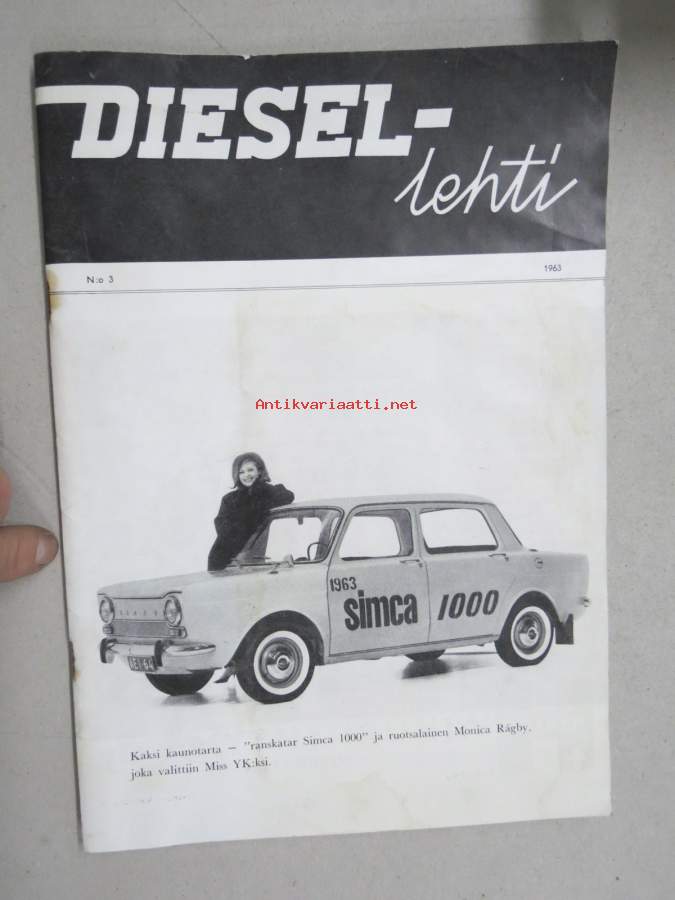 DIESEL-
lehti
N:o 3 1963
Antikvariaatti.net
1963
simca 1000
SIMCA
Kaksi kaunotarta — "ranskatar Simca 1000" ja ruotsalainen Monica Rågby,
joka valittiin Miss YK:ksi.